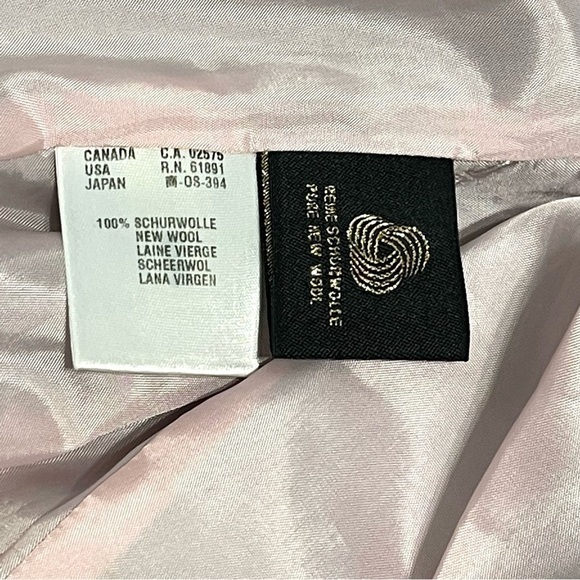 CANADA C.A. 02575
USA R.N. 61891
JAPAN -OS-394
100% SCHURWOLLE
NEW WOOL
LAINE VIERGE
SCHEERWOL
LANA VIRGEN
REINE SCHURWOLLE
PURE NEW WOOL